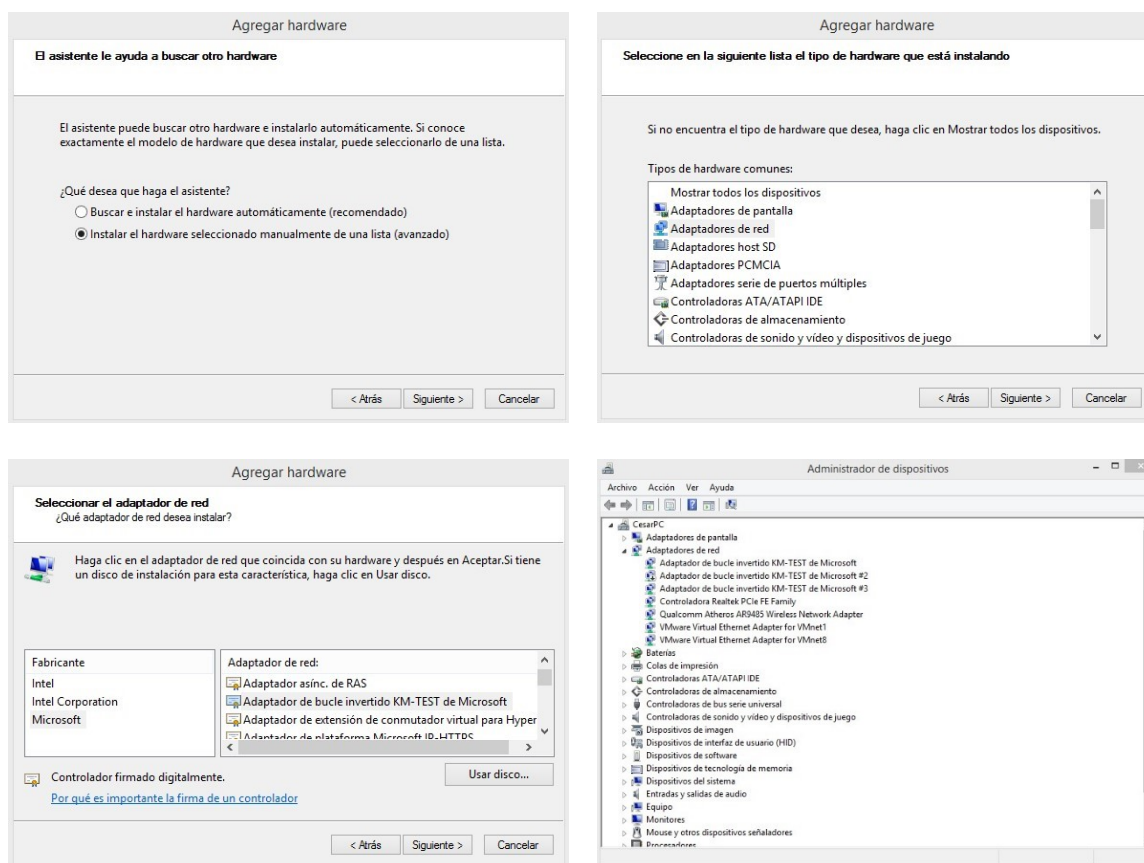 Agregar hardware
El asistente le ayuda a buscar otro hardware
El asistente puede buscar otro hardware e instalarlo automáticamente. Si conoce
exactamente el modelo de hardware que desea instalar, puede seleccionarlo de una lista.
¿Qué desea que haga el asistente?
Buscar e instalar el hardware automáticamente (recomendado)
Instalar el hardware seleccionado manualmente de una lista (avanzado)
< Atrás Siguiente > Cancelar
Agregar hardware
Seleccione en la siguiente lista el tipo de hardware que está instalando
Si no encuentra el tipo de hardware que desea, haga clic en Mostrar todos los dispositivos.
Tipos de hardware comunes:
Mostrar todos los dispositivos
Adaptadores de pantalla
Adaptadores de red
Adaptadores host SD
Adaptadores PCMCIA
Adaptadores serie de puertos múltiples
Controladoras ATA/ATAPI IDE
Controladoras de almacenamiento
Controladoras de sonido y vídeo y dispositivos de juego
< Atrás Siguiente > Cancelar
Agregar hardware
Seleccionar el adaptador de red
¿Qué adaptador de red desea instalar?
Haga clic en el adaptador de red que coincida con su hardware y después en Aceptar.Si tiene
un disco de instalación para esta característica, haga clic en Usar disco.
Fabricante
Intel
Intel Corporation
Microsoft
Adaptador de red:
Adaptador asínc. de RAS
Adaptador de bucle invertido KM-TEST de Microsoft
Adaptador de extensión de conmutador virtual para Hyper
Adaptador de plataforma Microsoft IP-HTTPS
Controlador firmado digitalmente.
Usar disco...
Por qué es importante la firma de un controlador
< Atrás Siguiente > Cancelar
Administrador de dispositivos
Archivo Acción Ver Ayuda
CesarPC
Adaptadores de pantalla
Adaptadores de red
Adaptador de bucle invertido KM-TEST de Microsoft
Adaptador de bucle invertido KM-TEST de Microsoft #2
Adaptador de bucle invertido KM-TEST de Microsoft #3
Controladora Realtek PCIe FE Family
Qualcomm Atheros AR9485 Wireless Network Adapter
VMware Virtual Ethernet Adapter for VMnet1
VMware Virtual Ethernet Adapter for VMnet8
Baterías
Colas de impresión
Controladoras ATA/ATAPI IDE
Controladoras de almacenamiento
Controladoras de bus serie universal
Controladoras de sonido y vídeo y dispositivos de juego
Dispositivos de imagen
Dispositivos de interfaz de usuario (HID)
Dispositivos de software
Dispositivos de tecnología de memoria
Dispositivos del sistema
Entradas y salidas de audio
Equipo
Monitores
Mouse y otros dispositivos señaladores
Procesadores